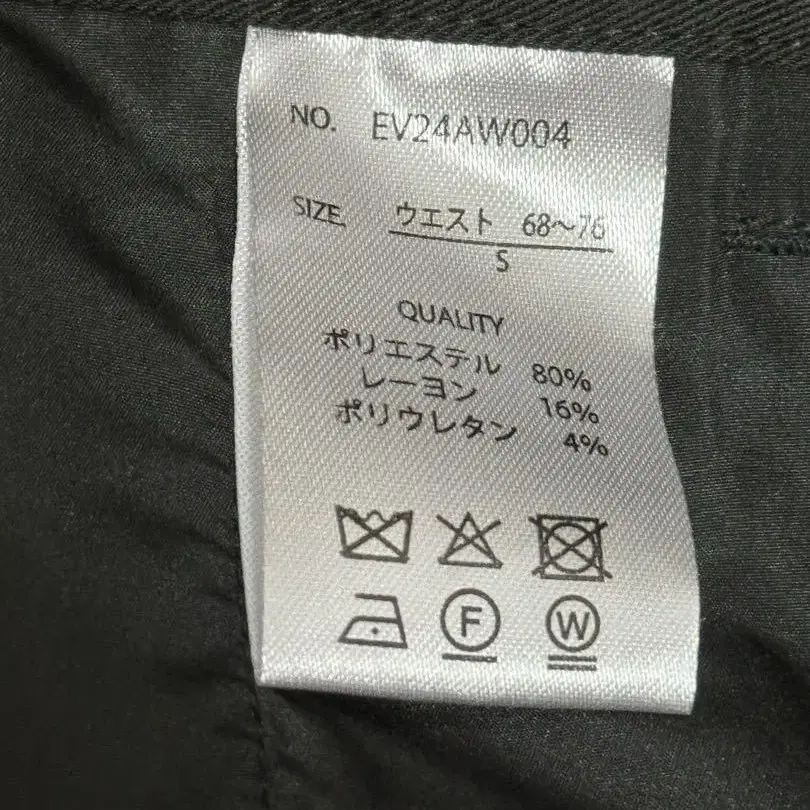 NO. EV24AW004
SIZE ウエスト 68～76
S
QUALITY
ポリエステル 80%
レーヨン 16%
ポリウレタン 4%
F W